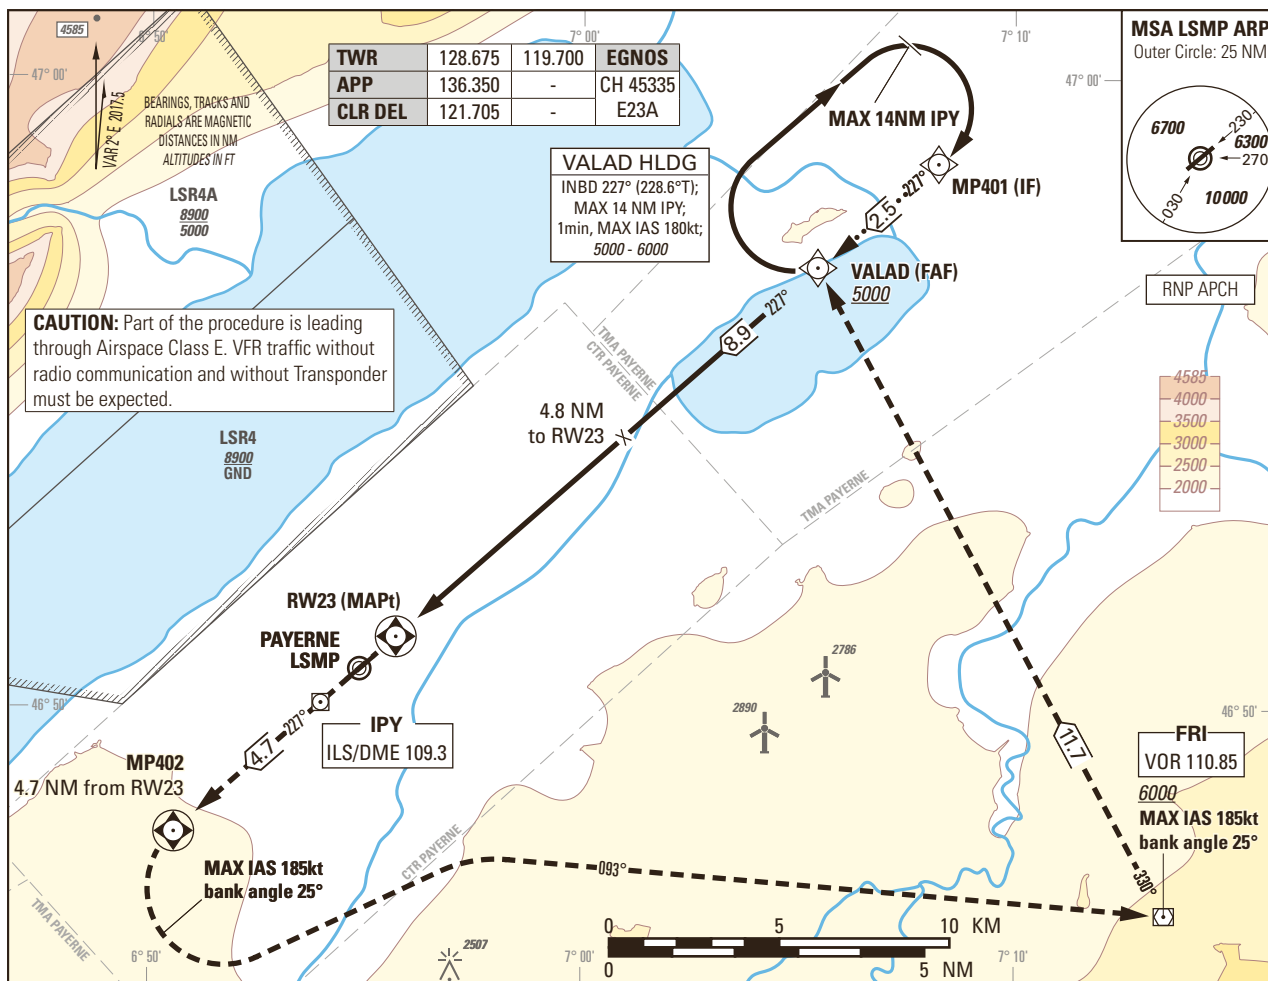 4585
6° 50'
7° 00'
7° 10'
47° 00'
47° 00'
VAR 2° E 2017.5
BEARINGS, TRACKS AND
RADIALS ARE MAGNETIC
DISTANCES IN NM
ALTITUDES IN FT
TWR 128.675 119.700 EGNOS
APP 136.350 - CH 45335
CLR DEL 121.705 - E23A
MSA LSMP ARP
Outer Circle: 25 NM
6700
6300
10000
230
270
030
MAX 14NM IPY
VALAD HLDG
INBD 227° (228.6°T);
MAX 14 NM IPY;
1min, MAX IAS 180kt;
5000 - 6000
MP401 (IF)
227°
2.5
VALAD (FAF)
5000
RNP APCH
LSR4A
8900
5000
CAUTION: Part of the procedure is leading
through Airspace Class E. VFR traffic without
radio communication and without Transponder
must be expected.
227°
8.9
TMA PAYERNE
CTR PAYERNE
4.8 NM
to RW23
LSR4
8900
GND
4585
4000
3500
3000
2500
2000
TMA PAYERNE
RW23 (MAPt)
PAYERNE
LSMP
46° 50'
46° 50'
IPY
ILS/DME 109.3
227°
4.7
MP402
4.7 NM from RW23
2786
2890
11.7
FRI
VOR 110.85
6000
MAX IAS 185kt
bank angle 25°
330°
MAX IAS 185kt
bank angle 25°
CTR PAYERNE
093°
TMA PAYERNE
2507
0 5 10 KM
0 5 NM
6° 50'
7° 00'
7° 10'